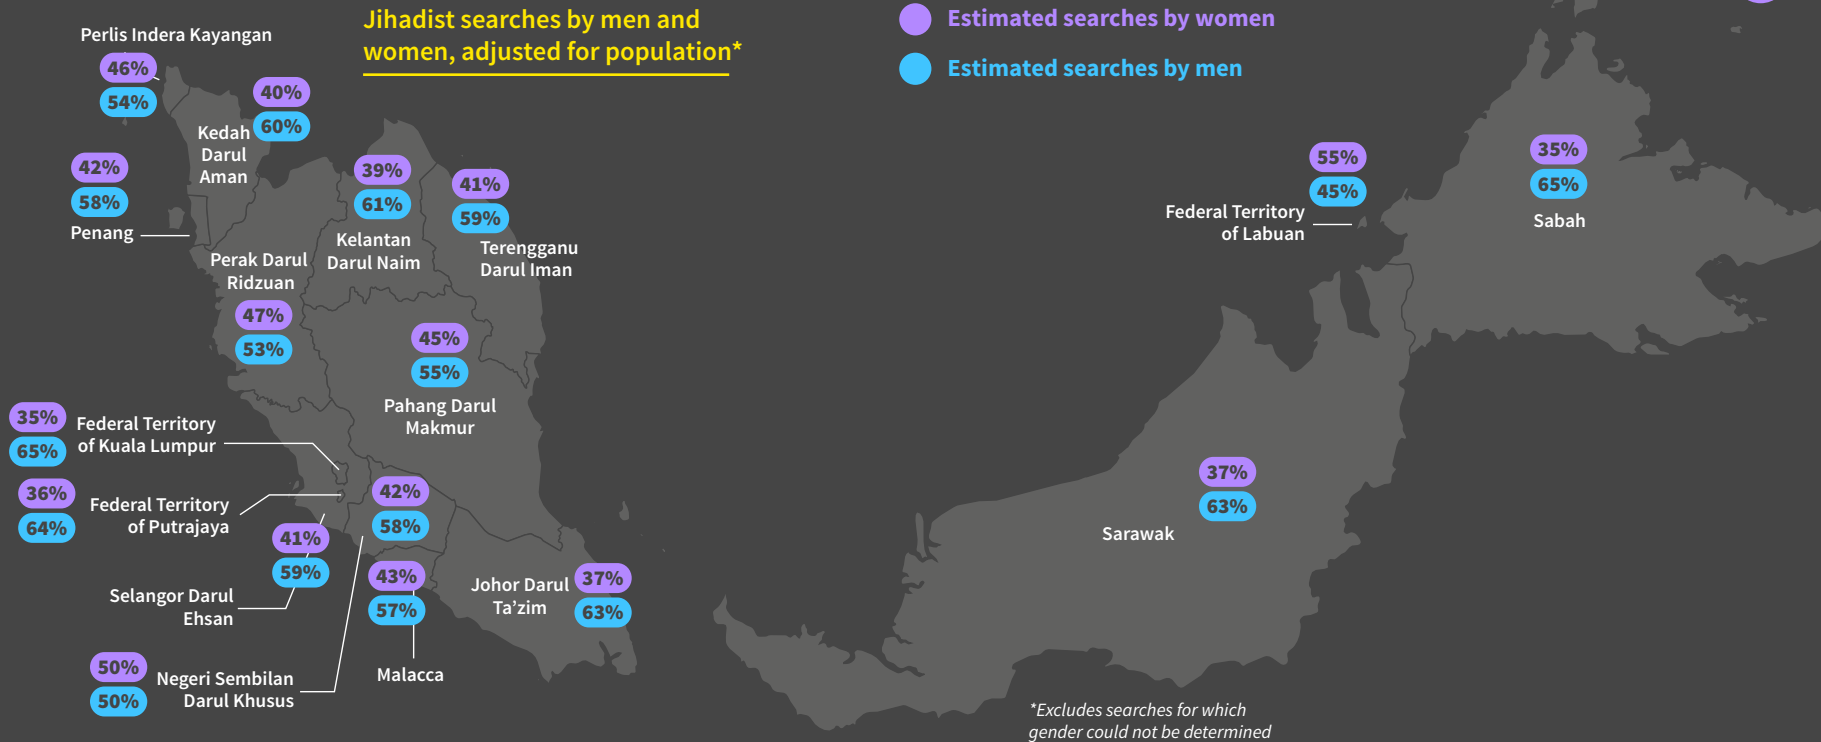 Jihadist searches by men and
women, adjusted for population*
Estimated searches by women
Estimated searches by men
Perlis Indera Kayangan
46%
54%
40%
60%
Kedah
Darul
Aman
42%
58%
Penang
39%
61%
Kelantan
Darul Naim
41%
59%
Terengganu
Darul Iman
Perak Darul
Ridzuan
47%
53%
45%
55%
Pahang Darul
Makmur
35%
65%
Federal Territory
of Kuala Lumpur
36%
64%
Federal Territory
of Putrajaya
41%
59%
Selangor Darul
Ehsan
42%
58%
43%
57%
Malacca
Johor Darul
Ta’zim
37%
63%
50%
50%
Negeri Sembilan
Darul Khusus
55%
45%
Federal Territory
of Labuan
35%
65%
Sabah
37%
63%
Sarawak
*Excludes searches for which
gender could not be determined